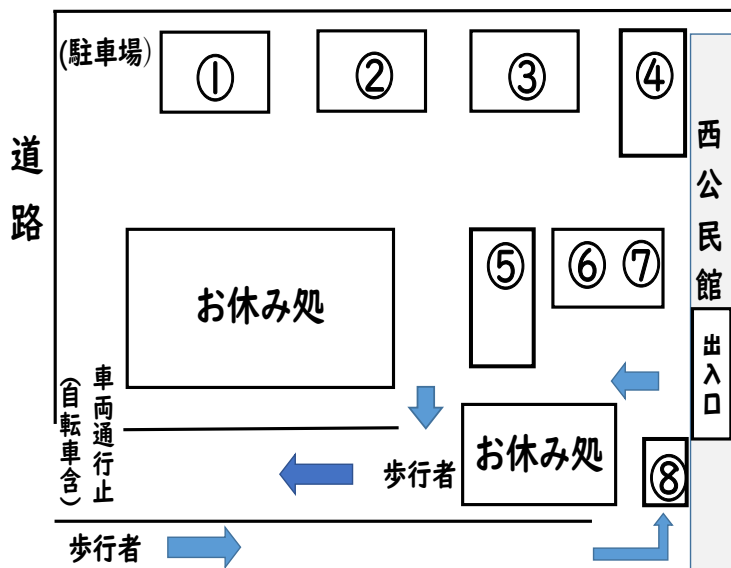 (駐車場)
①
②
③
④
道路
西公民館
お休み処
⑤
⑥ ⑦
出入口
車両通行止
(自転車含)
歩行者
お休み処
⑧
歩行者